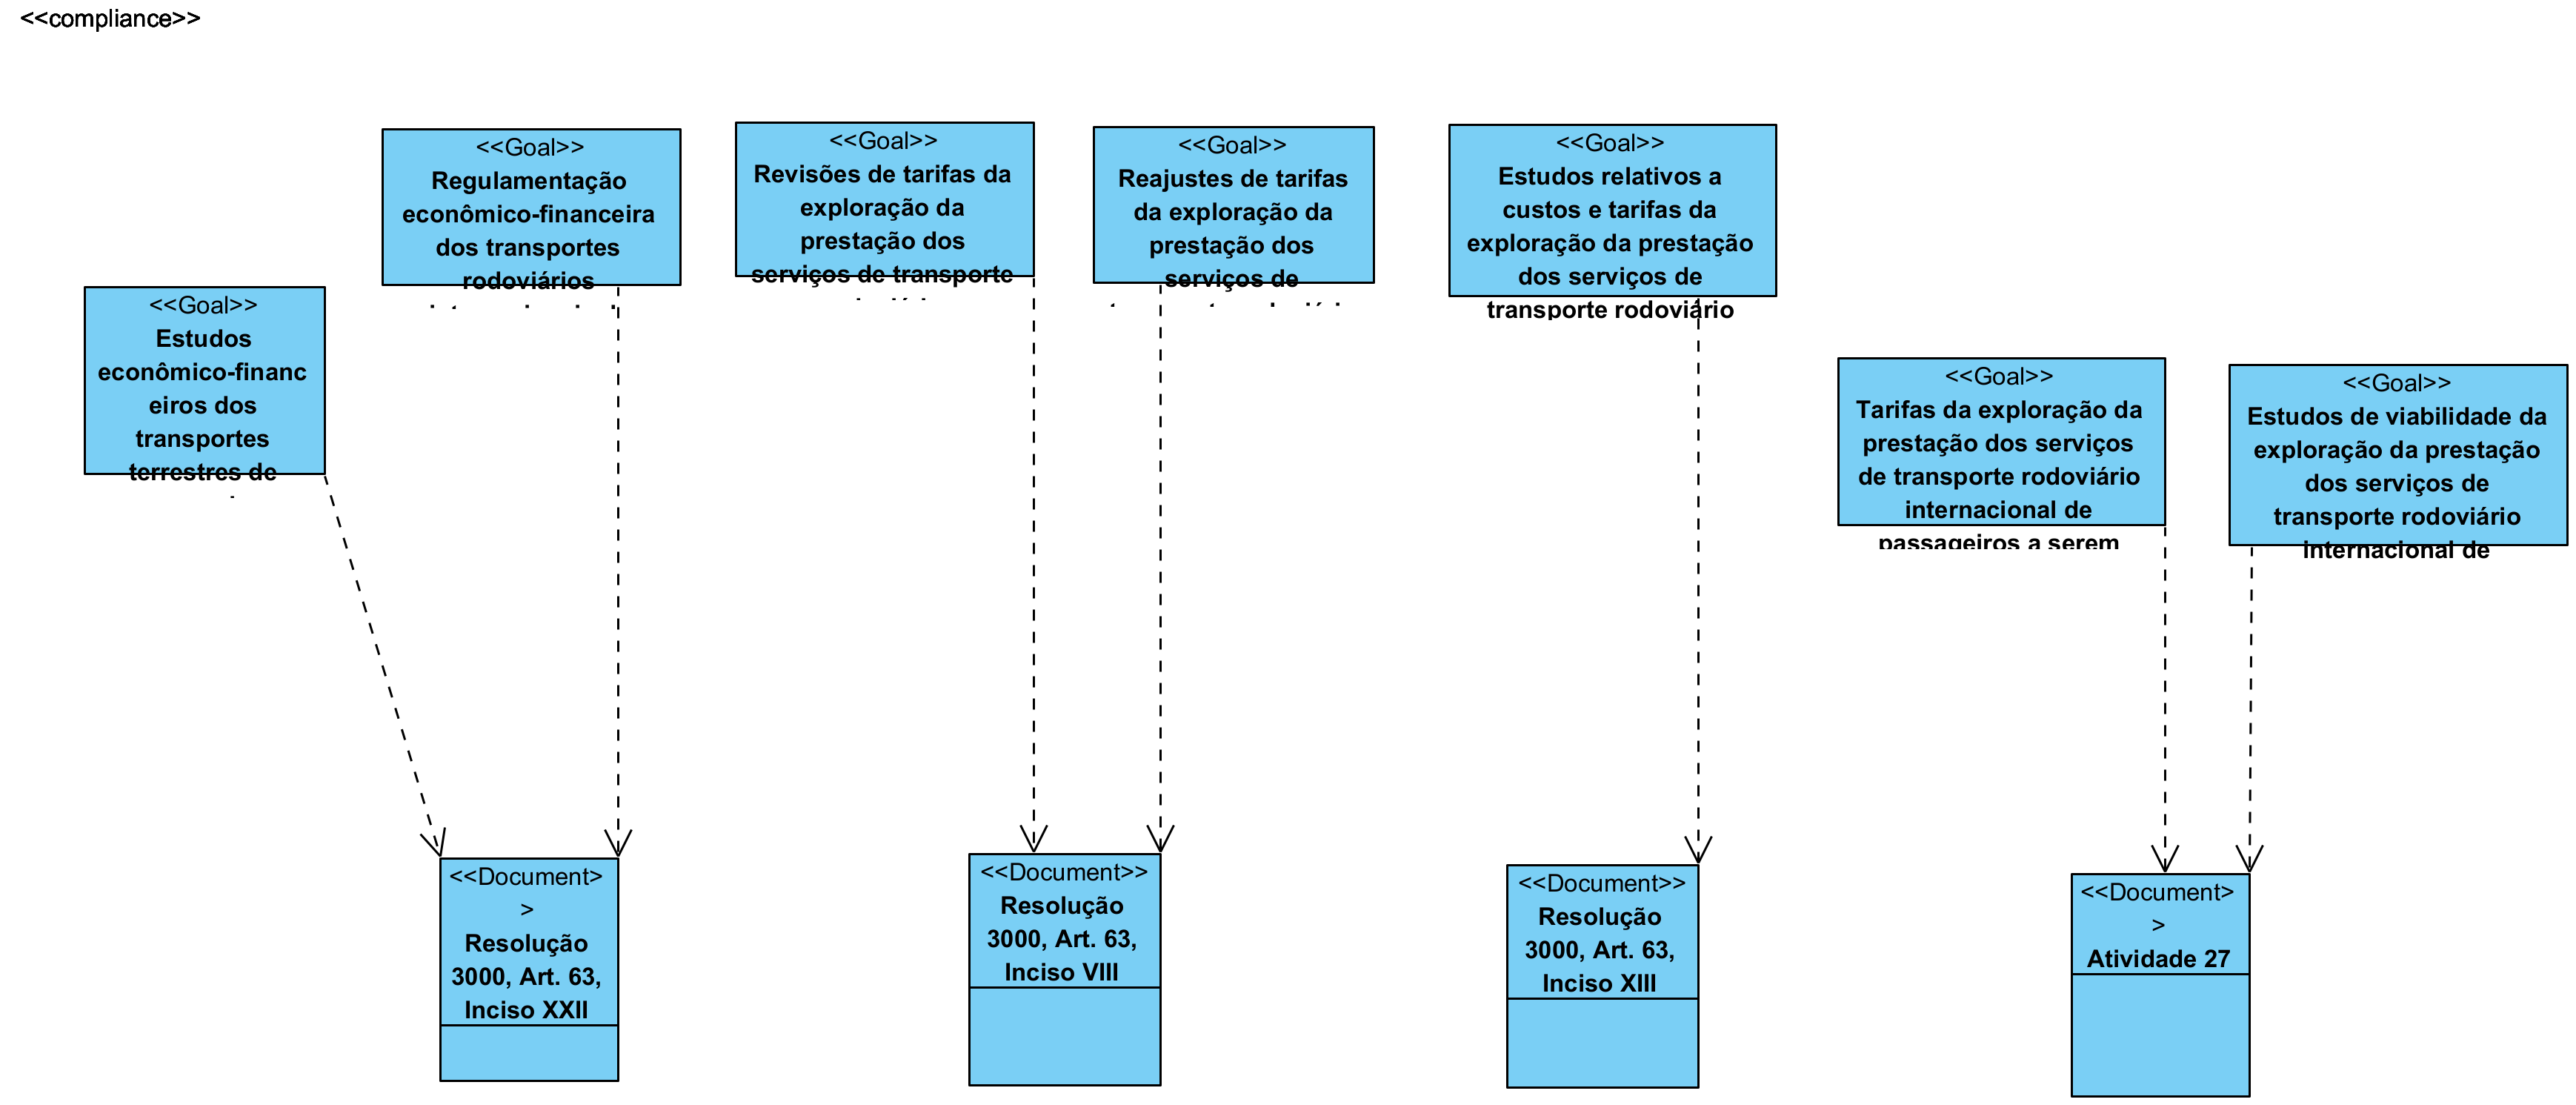 <<compliance>>
<<Goal>>
Estudos
econômico-financ
eiros dos
transportes
terrestres de
<<Goal>>
Regulamentação
econômico-financeira
dos transportes
rodoviários
<<Goal>>
Revisões de tarifas da
exploração da
prestação dos
serviços de transporte
<<Goal>>
Reajustes de tarifas
da exploração da
prestação dos
serviços de
<<Goal>>
Estudos relativos a
custos e tarifas da
exploração da prestação
dos serviços de
transporte rodoviário
<<Goal>>
Tarifas da exploração da
prestação dos serviços
de transporte rodoviário
internacional de
passageiros a serem
<<Goal>>
Estudos de viabilidade da
exploração da prestação
dos serviços de
transporte rodoviário
internacional de
<<Document>
>
Resolução
3000, Art. 63,
Inciso XXII
<<Document>>
Resolução
3000, Art. 63,
Inciso VIII
<<Document>>
Resolução
3000, Art. 63,
Inciso XIII
<<Document>
>
Atividade 27